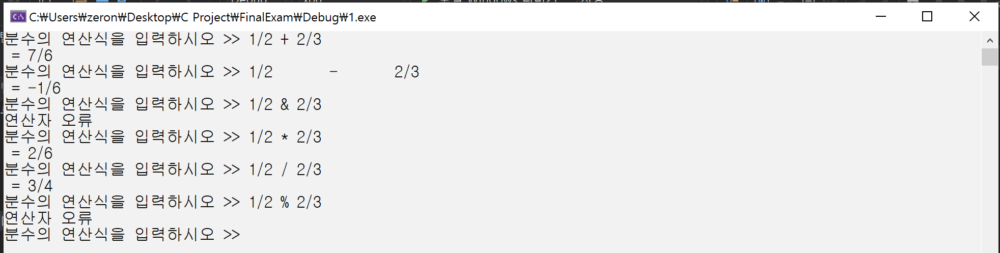 C:\Users\zeron\Desktop\C Project\FinalExam\Debug\1.exe
분수의 연산식을 입력하시오 >> 1/2 + 2/3
= 7/6
분수의 연산식을 입력하시오 >> 1/2       -       2/3
= -1/6
분수의 연산식을 입력하시오 >> 1/2 & 2/3
연산자 오류
분수의 연산식을 입력하시오 >> 1/2 * 2/3
= 2/6
분수의 연산식을 입력하시오 >> 1/2 / 2/3
= 3/4
분수의 연산식을 입력하시오 >> 1/2 % 2/3
연산자 오류
분수의 연산식을 입력하시오 >>